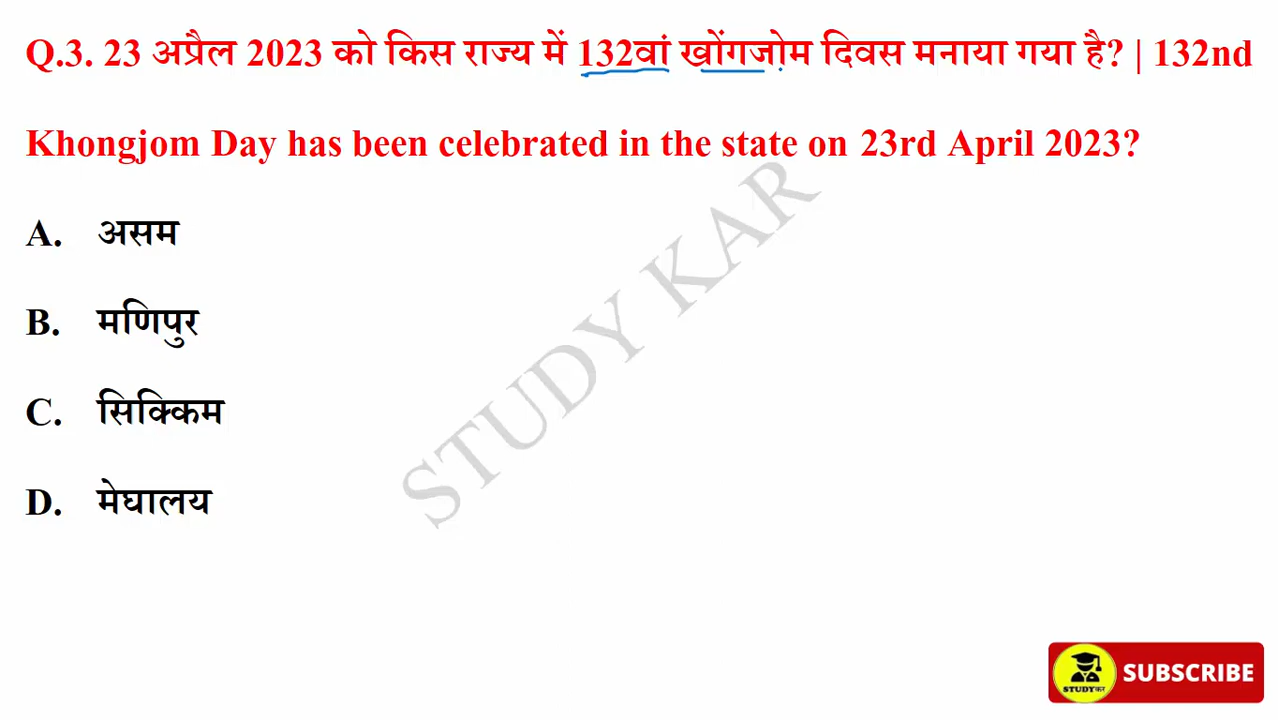 Q.3. 23 अप्रैल 2023 को किस राज्य में 132वां खोंगजोम दिवस मनाया गया है? | 132nd
Khongjom Day has been celebrated in the state on 23rd April 2023?
A. असम
B. मणिपुर
C. सिक्किम
D. मेघालय
STUDY KAR
STUDYकर
SUBSCRIBE